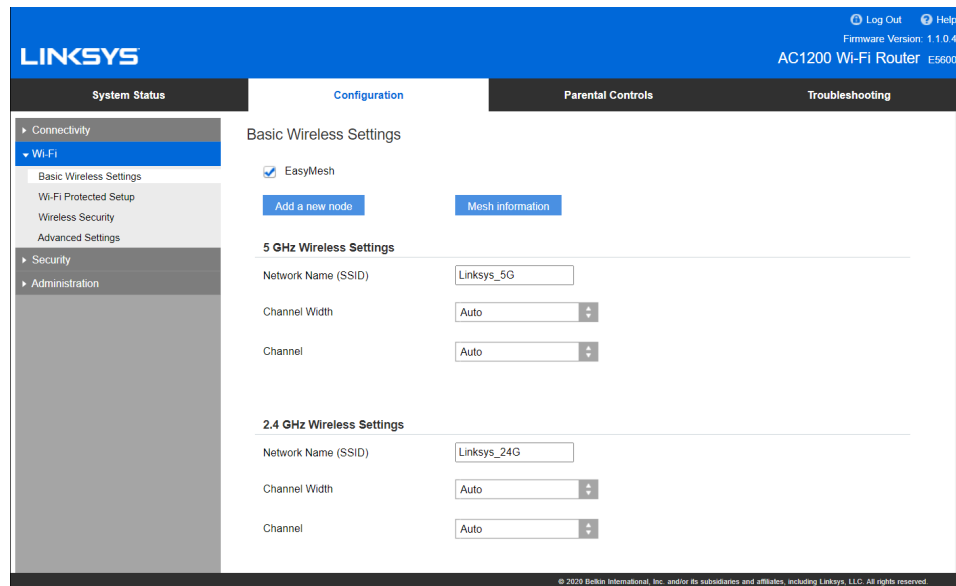 Log Out Help
Firmware Version: 1.1.0.4
LINKSYS
AC1200 Wi-Fi Router E5600
System Status Configuration Parental Controls Troubleshooting
Connectivity
Wi-Fi
Basic Wireless Settings
Wi-Fi Protected Setup
Wireless Security
Advanced Settings
Security
Administration
Basic Wireless Settings
EasyMesh
Add a new node Mesh information
5 GHz Wireless Settings
Network Name (SSID) Linksys_5G
Channel Width Auto
Channel Auto
2.4 GHz Wireless Settings
Network Name (SSID) Linksys_24G
Channel Width Auto
Channel Auto
© 2020 Belkin International, Inc. and/or its subsidiaries and affiliates, including Linksys, LLC. All rights reserved.